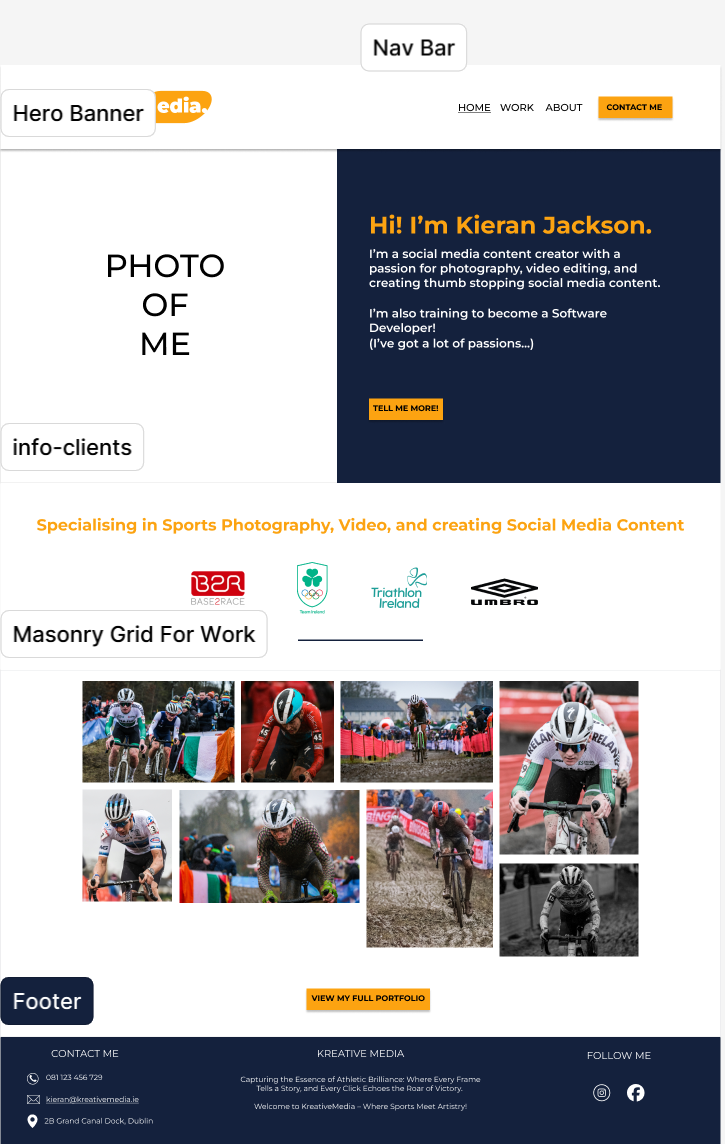 Nav Bar
Hero Banner
edia.
HOME WORK ABOUT CONTACT ME
PHOTO
OF
ME
Hi! I’m Kieran Jackson.
I’m a social media content creator with a
passion for photography, video editing, and
creating thumb stopping social media content.
I’m also training to become a Software
Developer!
(I’ve got a lot of passions...)
TELL ME MORE!
info-clients
Specialising in Sports Photography, Video, and creating Social Media Content
B2R
BASE2RACE
Team Ireland
Triathlon
Ireland
UMBRO
Masonry Grid For Work
45
45
IRELAND
Footer
VIEW MY FULL PORTFOLIO
CONTACT ME
081 123 456 729
kieran@kreativemedia.ie
2B Grand Canal Dock, Dublin
KREATIVE MEDIA
Capturing the Essence of Athletic Brilliance: Where Every Frame
Tells a Story, and Every Click Echoes the Roar of Victory.
Welcome to KreativeMedia – Where Sports Meet Artistry!
FOLLOW ME